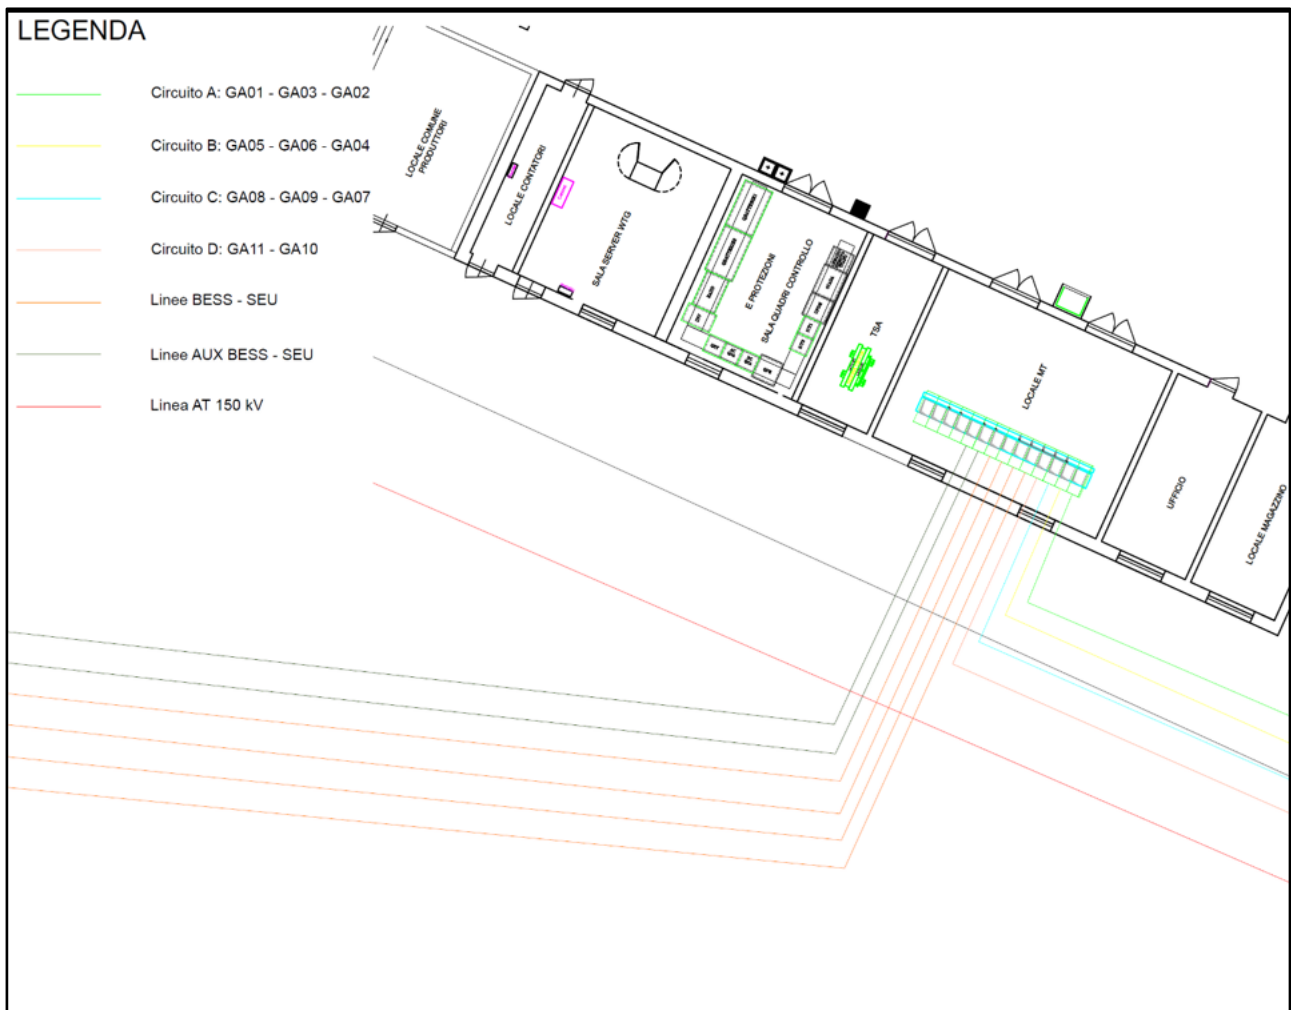 LEGENDA
Circuito A: GA01 - GA03 - GA02
Circuito B: GA05 - GA06 - GA04
Circuito C: GA08 - GA09 - GA07
Circuito D: GA11 - GA10
Linee BESS - SEU
Linee AUX BESS - SEU
Linea AT 150 kV
LOCALE COMUNE
PRODUTTORI
LOCALE CONTATORI
SALA SERVER WTG
E PROTEZIONI
SALA QUADRI CONTROLLO
TSA
LOCALE MT
UFFICIO
LOCALE MAGAZZINO